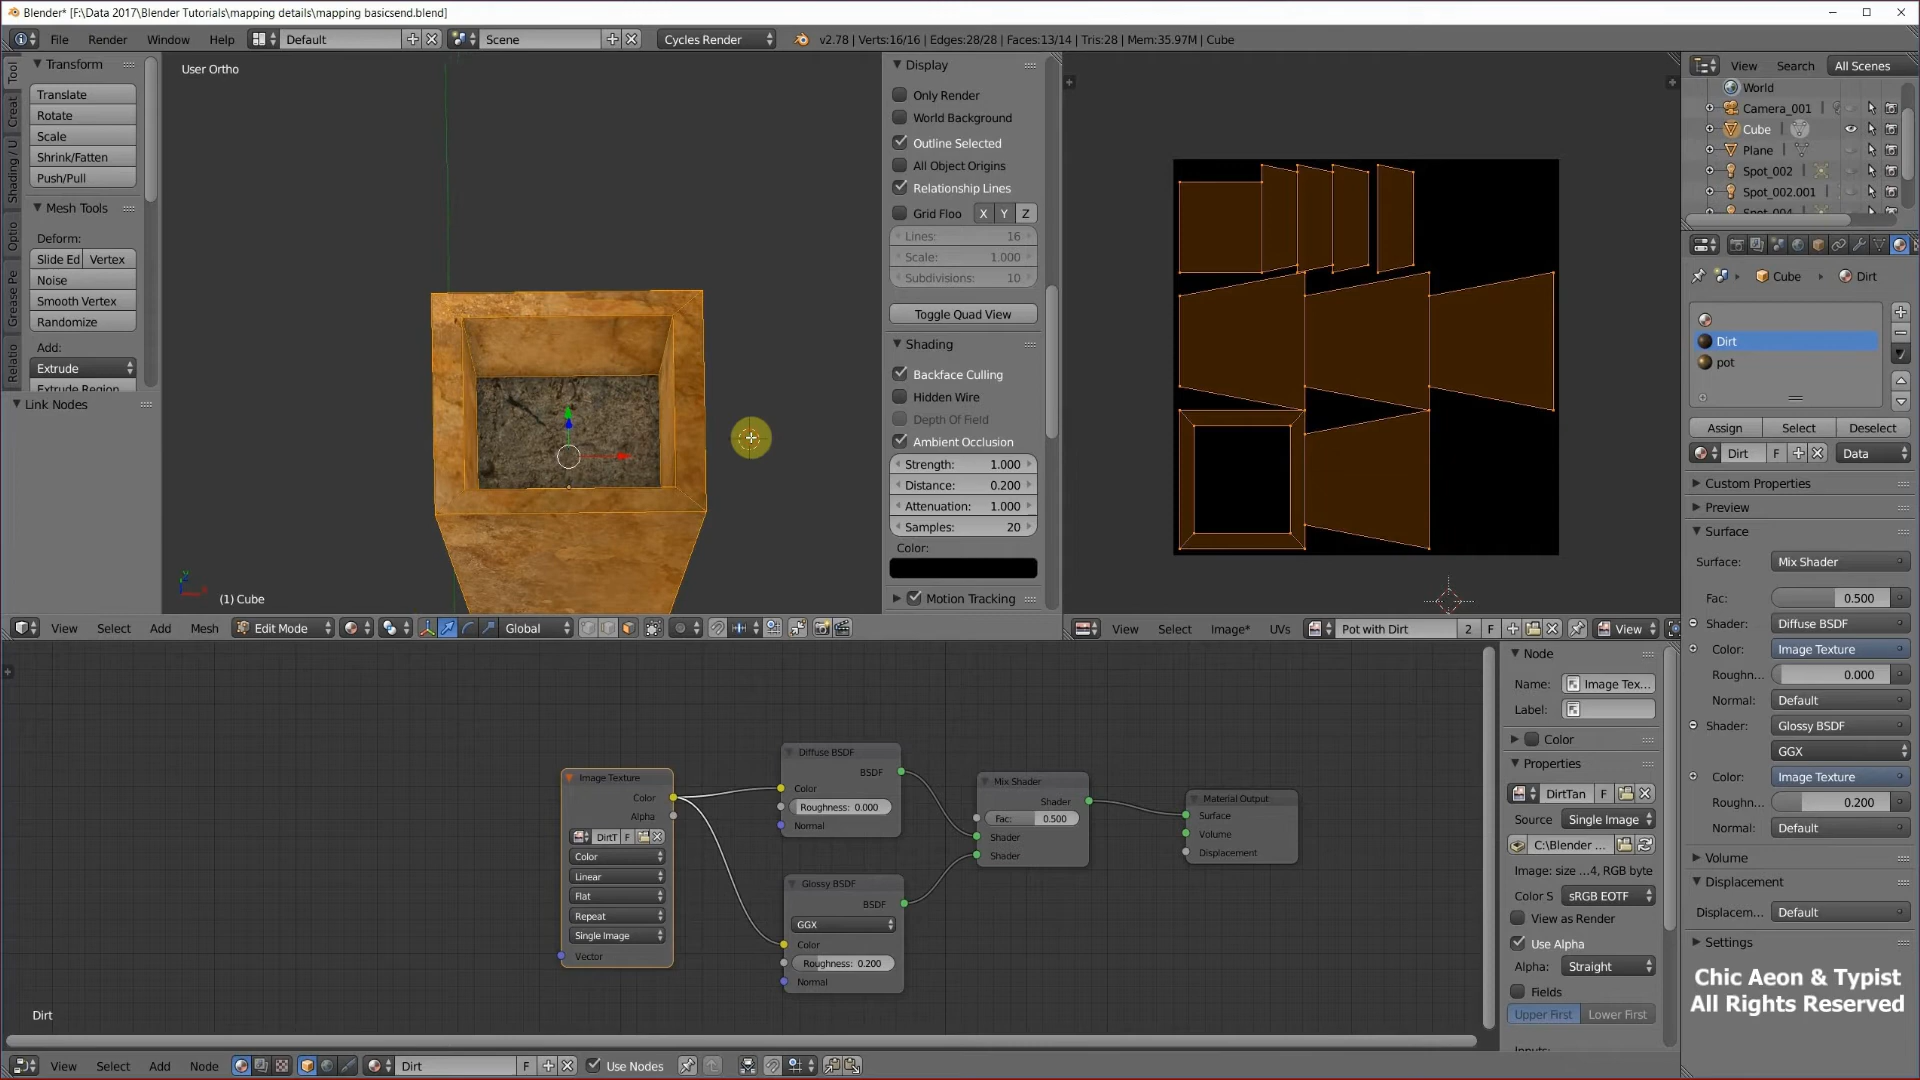 Blender* [F:\Data 2017\Blender Tutorials\mapping details\mapping basicsend.blend]
File Render Window Help Default Scene Cycles Render v2.78 | Verts:16/16 | Edges:28/28 | Faces:13/14 | Tris:28 | Mem:35.97M | Cube
Tool
Creat
Shading / U
Optio
Grease Pe
Relatio
Transform
Translate
Rotate
Scale
Shrink/Fatten
Push/Pull
Mesh Tools
Deform:
Slide Ed Vertex
Noise
Smooth Vertex
Randomize
Add:
Extrude
Extrude Region
Link Nodes
User Ortho
(1) Cube
Display
Only Render
World Background
Outline Selected
All Object Origins
Relationship Lines
Grid Floo X Y Z
Lines: 16
Scale: 1.000
Subdivisions: 10
Toggle Quad View
Shading
Backface Culling
Hidden Wire
Depth Of Field
Ambient Occlusion
Strength: 1.000
Distance: 0.200
Attenuation: 1.000
Samples: 20
Color:
Motion Tracking
View Select Add Mesh Edit Mode Global
View Select Image* UVs Pot with Dirt 2 F View
View Search All Scenes
World
Camera_001
Cube
Plane
Spot_002
Spot_002.001
Spot_004
Cube Dirt
Dirt
pot
Assign Select Deselect
Dirt F Data
Custom Properties
Preview
Surface
Surface: Mix Shader
Fac: 0.500
Shader: Diffuse BSDF
Color: Image Texture
Roughn... 0.000
Normal: Default
Shader: Glossy BSDF
GGX
Color: Image Texture
Roughn... 0.200
Normal: Default
Volume
Displacement
Displacem... Default
Settings
Chic Aeon & Typist
All Rights Reserved
Image Texture
Color
Alpha
DirtT F
Color
Linear
Flat
Repeat
Single Image
Vector
Diffuse BSDF
BSDF
Color
Roughness: 0.000
Normal
Glossy BSDF
BSDF
GGX
Color
Roughness: 0.200
Normal
Mix Shader
Shader
Fac: 0.500
Shader
Shader
Material Output
Surface
Volume
Displacement
Node
Name: Image Tex...
Label:
Color
Properties
DirtTan F
Source Single Image
C:\Blender ...
Image: size ...4, RGB byte
Color S sRGB EOTF
View as Render
Use Alpha
Alpha: Straight
Fields
Upper First Lower First
Inputs:
Dirt
View Select Add Node Dirt F Use Nodes